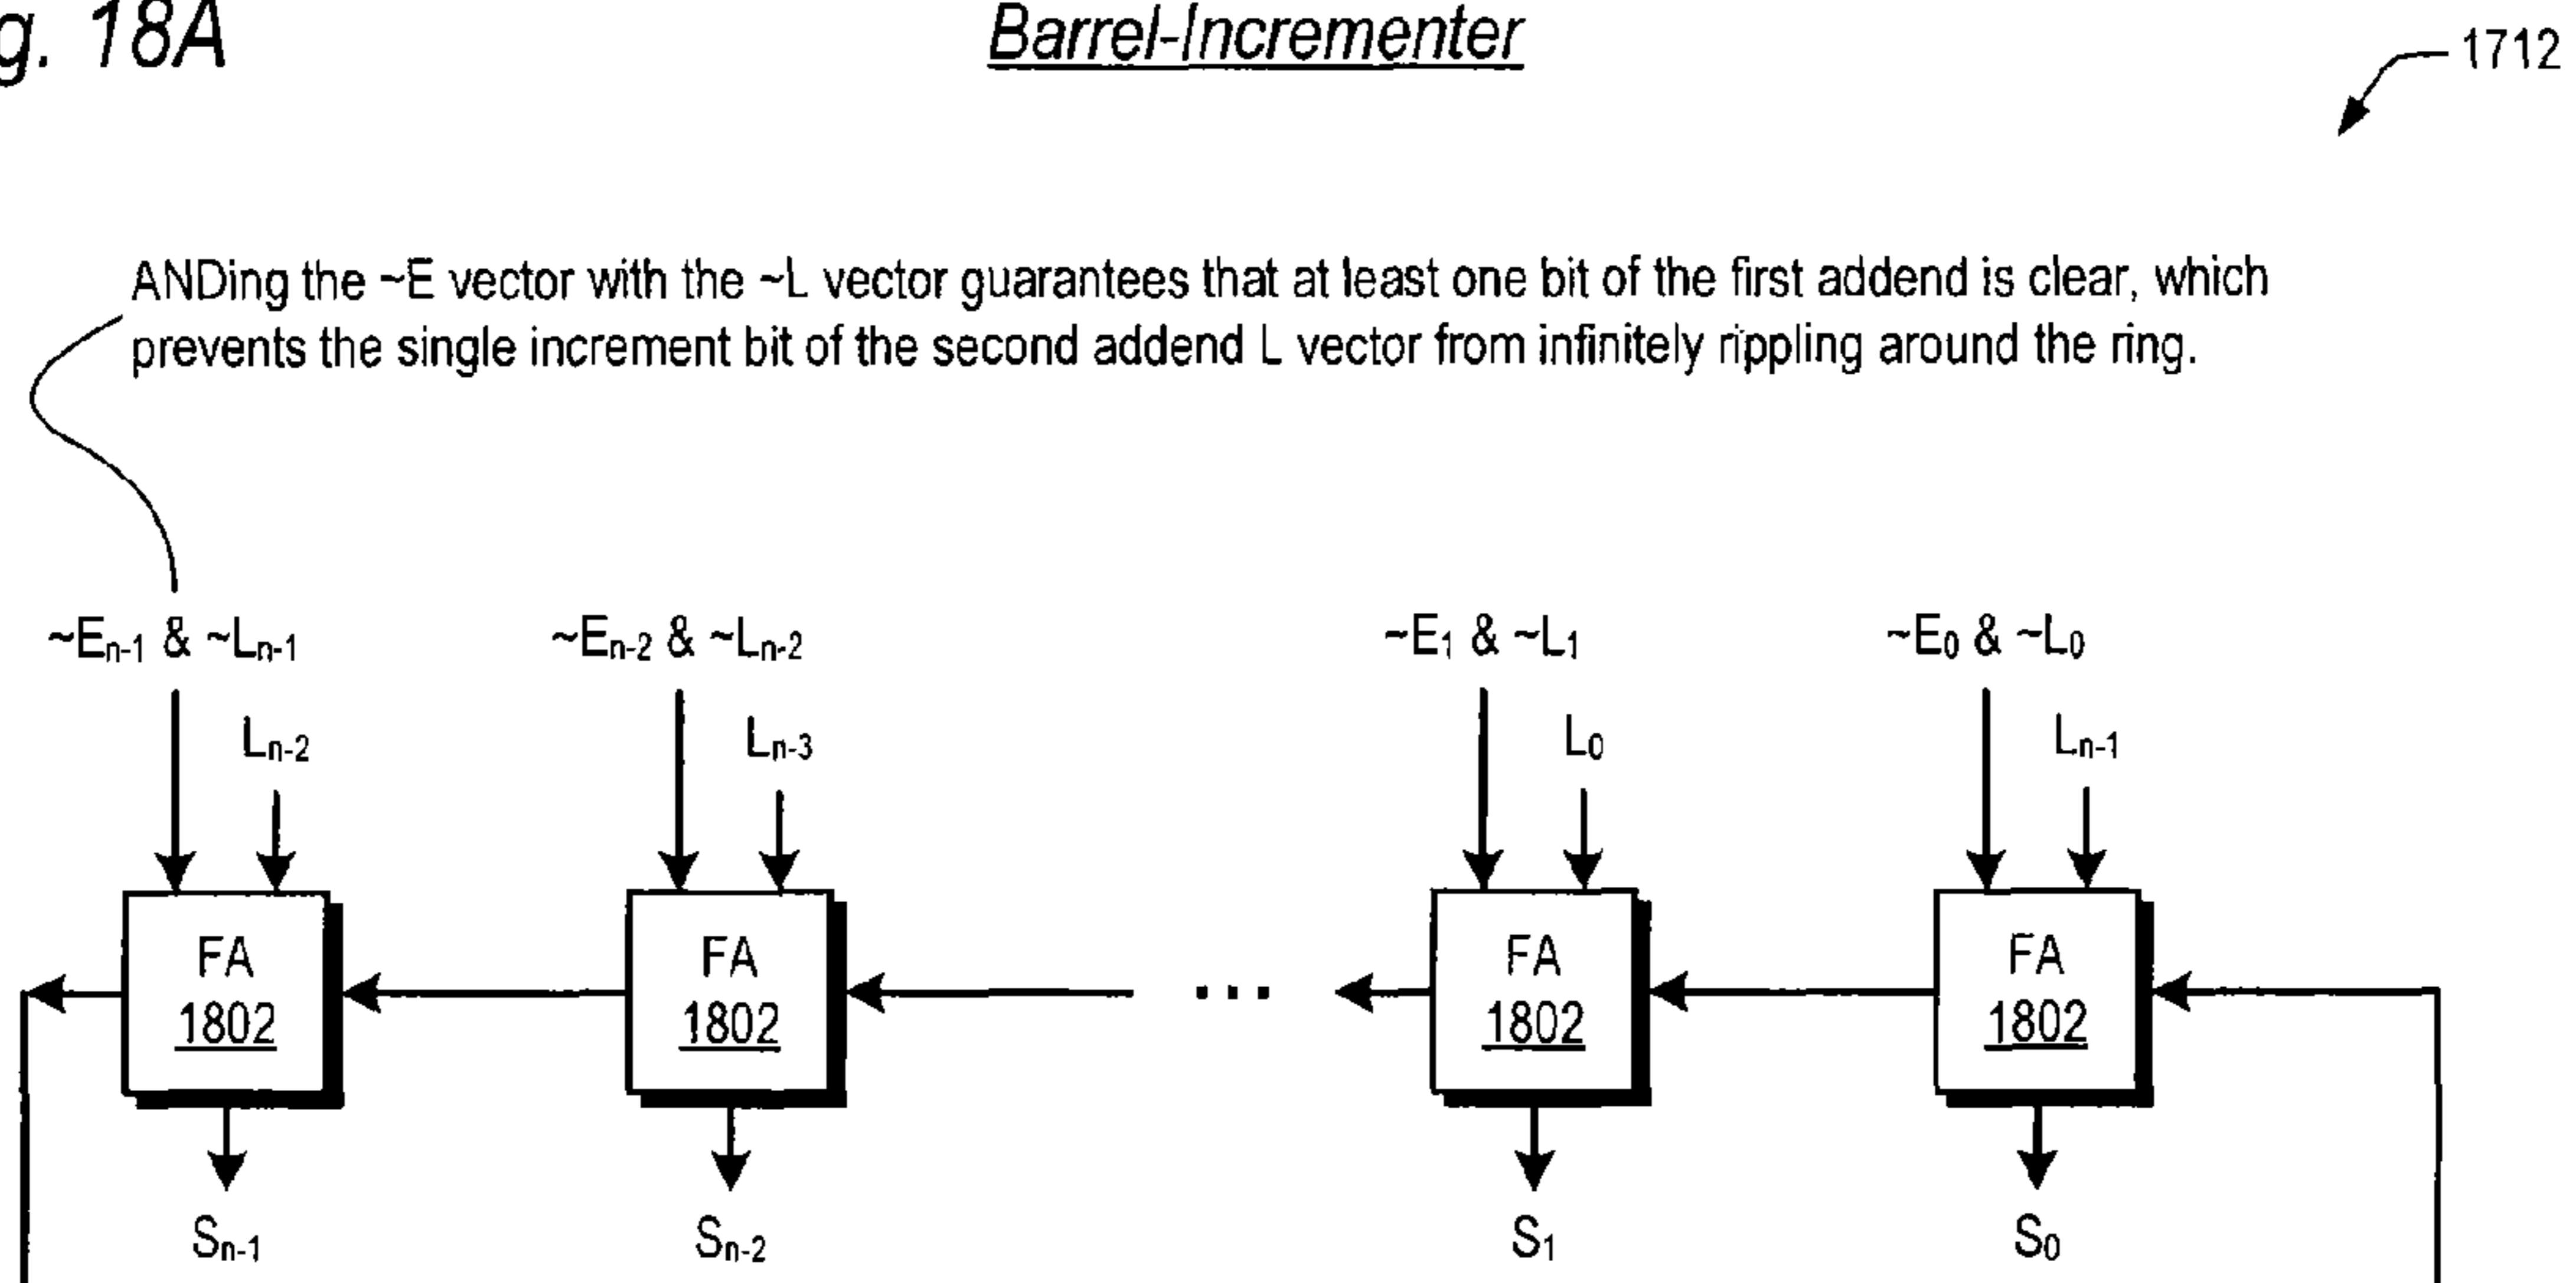 g. 18A
Barrel-Incrementer
1712
ANDing the ~E vector with the ~L vector guarantees that at least one bit of the first addend is clear, which
prevents the single increment bit of the second addend L vector from infinitely rippling around the ring.
~En-1 & ~Ln-1
~En-2 & ~Ln-2
~E1 & ~L1
~E0 & ~L0
Ln-2
Ln-3
L0
Ln-1
FA
1802
FA
1802
...
FA
1802
FA
1802
Sn-1
Sn-2
S1
S0